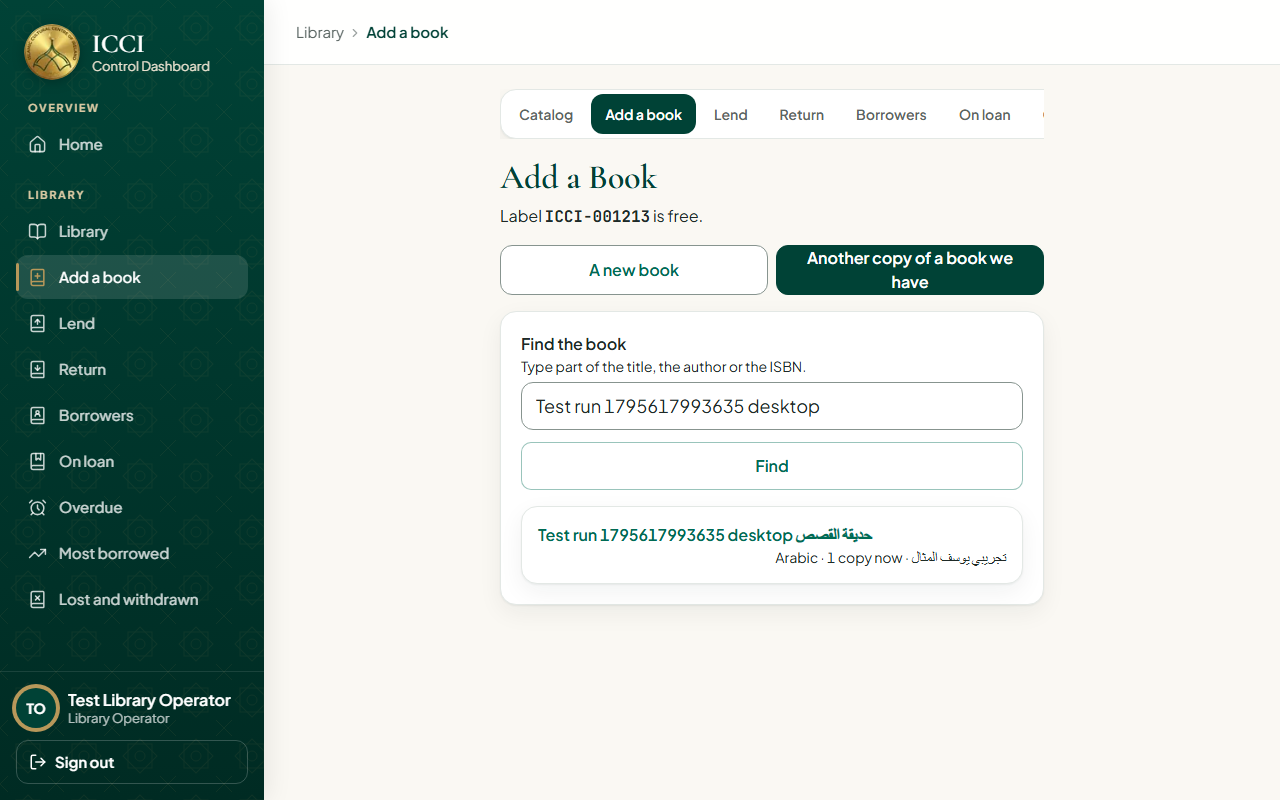 ICCI
Control Dashboard
OVERVIEW
Home
LIBRARY
Library
Add a book
Lend
Return
Borrowers
On loan
Overdue
Most borrowed
Lost and withdrawn
TO
Test Library Operator
Library Operator
Sign out
Library › Add a book
Catalog
Add a book
Lend
Return
Borrowers
On loan
Add a Book
Label ICCI-001213 is free.
A new book
Another copy of a book we
have
Find the book
Type part of the title, the author or the ISBN.
Test run 1795617993635 desktop
Find
Test run 1795617993635 desktop حديقة القصص
تجريبي يوسف المثال · Arabic · 1 copy now